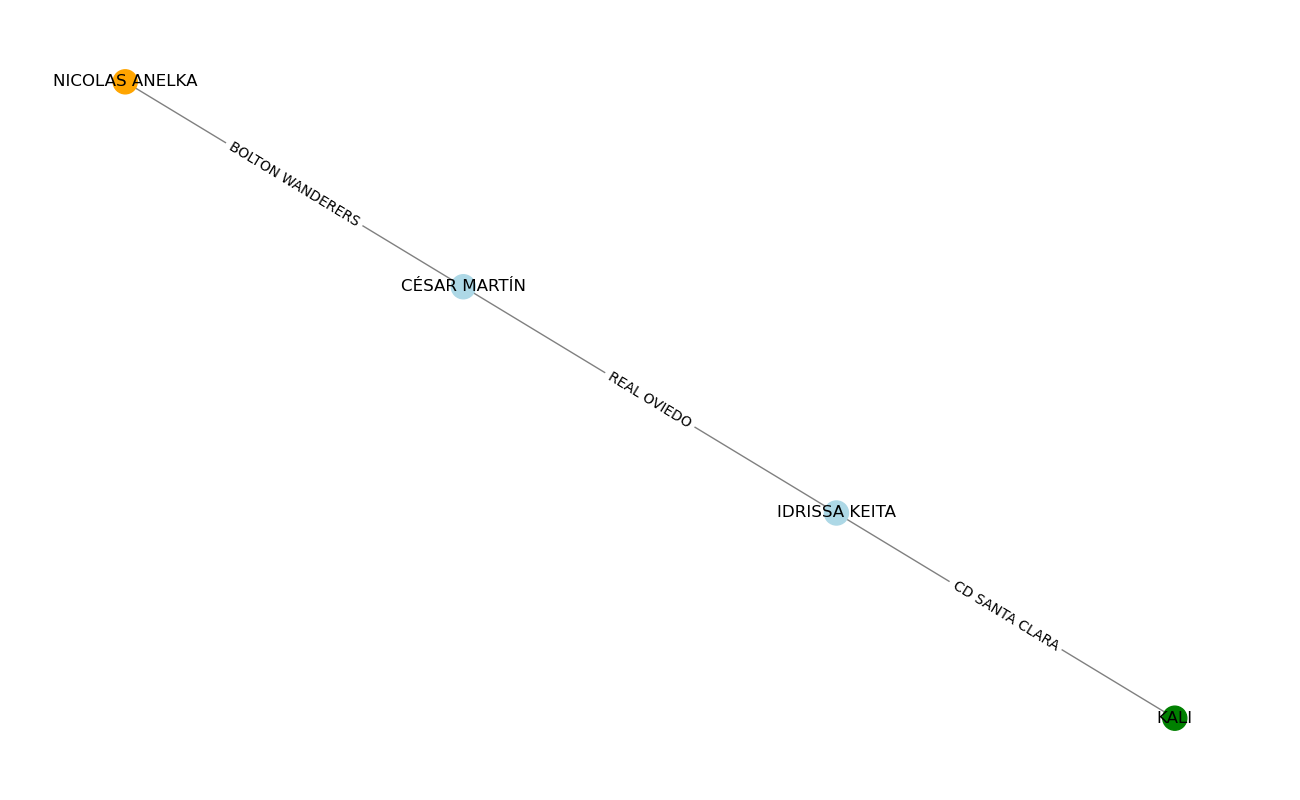 NICOLAS ANELKA
BOLTON WANDERERS
CÉSAR MARTÍN
REAL OVIEDO
IDRISSA KEITA
CD SANTA CLARA
KALI